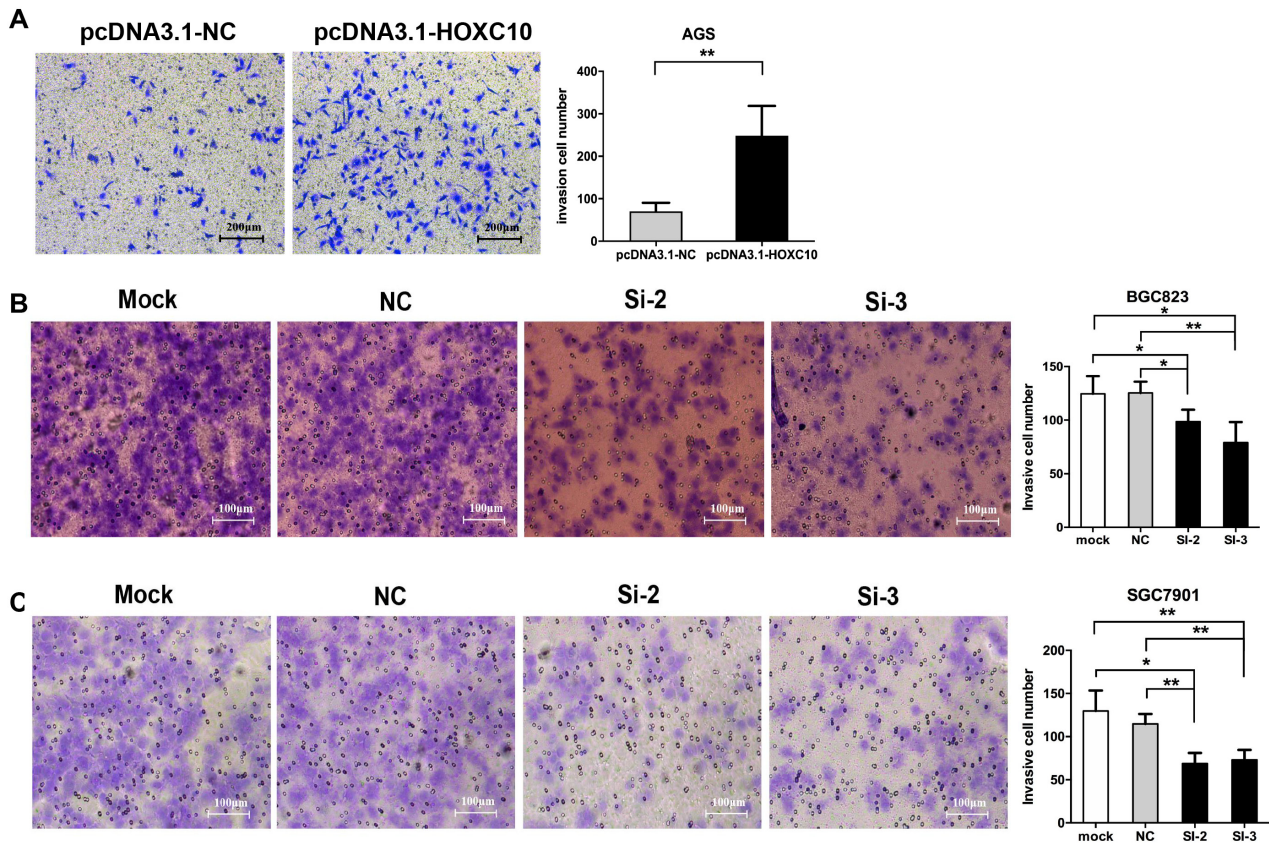 A
pcDNA3.1-NC
pcDNA3.1-HOXC10
200μm
200μm
AGS
**
400
300
200
100
0
invasion cell number
pcDNA3.1-NC
pcDNA3.1-HOXC10
B
Mock
NC
Si-2
Si-3
100μm
100μm
100μm
100μm
BGC823
*
**
*
*
150
100
50
0
Invasive cell number
mock
NC
SI-2
SI-3
C
Mock
NC
Si-2
Si-3
100μm
100μm
100μm
100μm
SGC7901
**
**
*
**
200
150
100
50
0
Invasive cell number
mock
NC
SI-2
SI-3